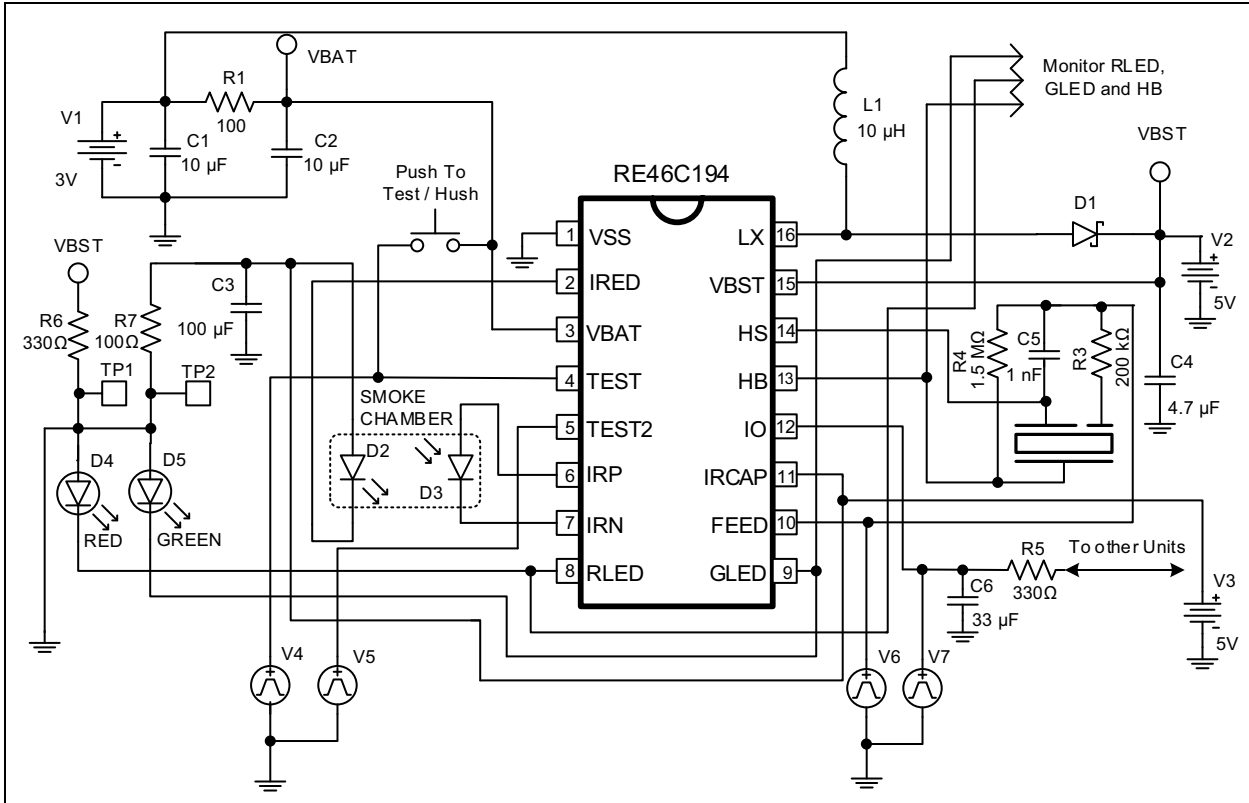 VBAT
R1
100
V1
+
-
3V
C1
10 µF
C2
10 µF
L1
10 µH
Monitor RLED,
GLED and HB
VBST
Push To
Test / Hush
RE46C194
D1
V2
+
-
5V
1 VSS
2 IRED
3 VBAT
4 TEST
5 TEST2
6 IRP
7 IRN
8 RLED
LX 16
VBST 15
HS 14
HB 13
IO 12
IRCAP 11
FEED 10
GLED 9
VBST
R6
330Ω
R7
100Ω
C3
100 µF
TP1
TP2
SMOKE
CHAMBER
D2
D3
D4
RED
D5
GREEN
R4
1.5 MΩ
C5
1 nF
R3
200 kΩ
C4
4.7 µF
R5
330Ω
To other Units
C6
33 µF
V3
+
-
5V
V4
+
V5
+
V6
+
V7
+